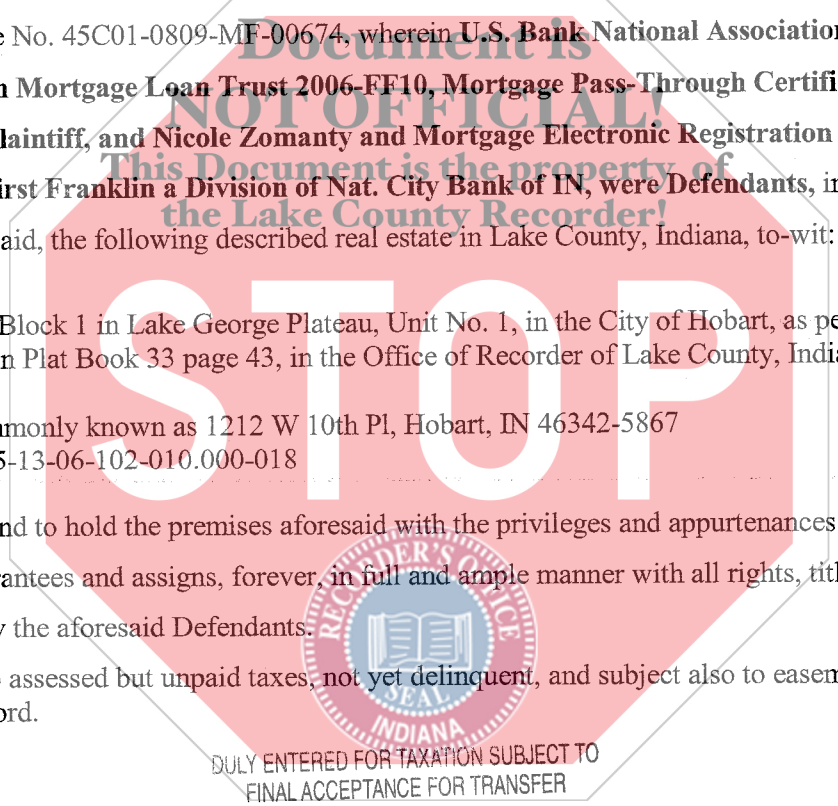 e No. 45C01-0809-MF-00674, wherein U.S. Bank National Association
Document is
n Mortgage Loan Trust 2006-FF10, Mortgage Pass-Through Certifi
NOT OFFICIAL!
laintiff, and Nicole Zomanty and Mortgage Electronic Registration
This Document is the property of
irst Franklin a Division of Nat. City Bank of IN, were Defendants, in
the Lake County Recorder!
aid, the following described real estate in Lake County, Indiana, to-wit:
Block 1 in Lake George Plateau, Unit No. 1, in the City of Hobart, as pe
n Plat Book 33 page 43, in the Office of Recorder of Lake County, India
STOP
mmonly known as 1212 W 10th Pl, Hobart, IN 46342-5867
5-13-06-102-010.000-018
nd to hold the premises aforesaid with the privileges and appurtenances
rantees and assigns, forever, in full and ample manner with all rights, titl
y the aforesaid Defendants.
assessed but unpaid taxes, not yet delinquent, and subject also to easem
ord.
RECORDER'S OFFICE
SEAL
INDIANA
DULY ENTERED FOR TAXATION SUBJECT TO
FINAL ACCEPTANCE FOR TRANSFER